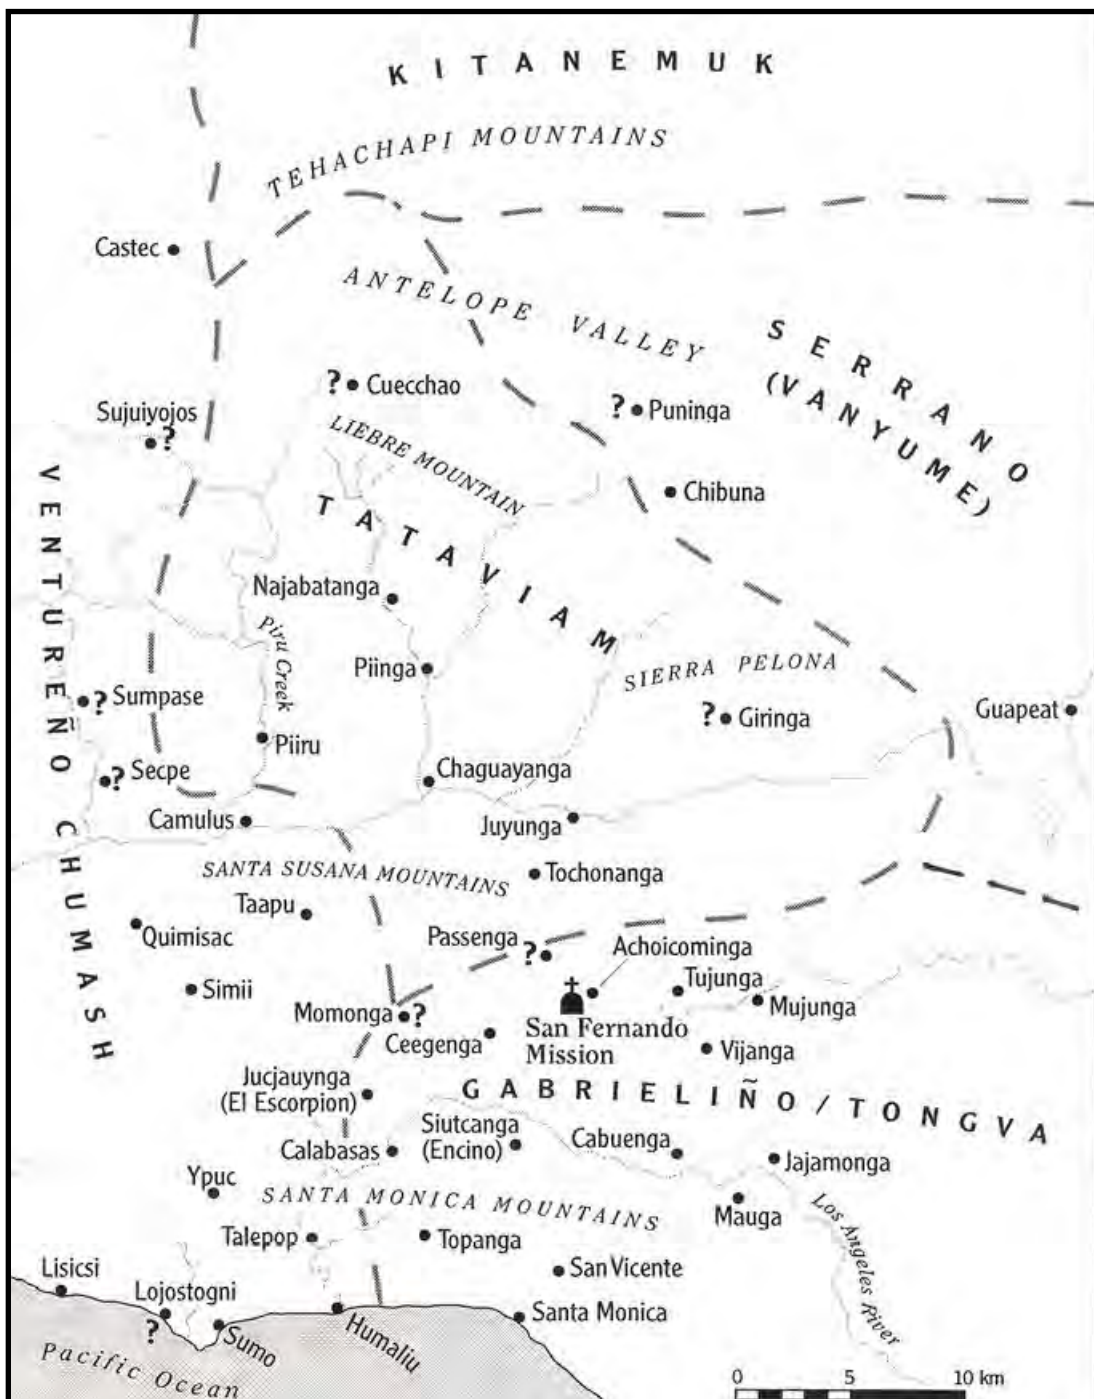 KITANEMUK
TEHACHAPI MOUNTAINS
Castec
ANTELOPE VALLEY
SERRANO
(VANYUME)
? Cuecchao
? Puninga
Sujuiyojos
?
LIEBRE MOUNTAIN
Chibuna
VENTUREÑO CHUMASH
TATAVIAM
Najabatanga
Piru Creek
Piinga
SIERRA PELONA
? Sumpase
? Giringa
Guapeat
Piiru
? Secpe
Chaguayanga
Camulus
Juyunga
SANTA SUSANA MOUNTAINS
Tochonanga
Taapu
Quimisac
Passenga
?
Achoicominga
Simii
Tujunga
Mujunga
Momonga
?
San Fernando
Mission
Ceegenga
Vijanga
Jucjauynga
(El Escorpion)
GABRIELIÑO/TONGVA
Siutcanga
(Encino)
Cabuenga
Calabasas
Jajamonga
Ypuc
SANTA MONICA MOUNTAINS
Mauga
Los Angeles River
Talepop
Topanga
San Vicente
Lisicsi
Lojostogni
?
Sumo
Humaliu
Santa Monica
Pacific Ocean
0 5 10 km